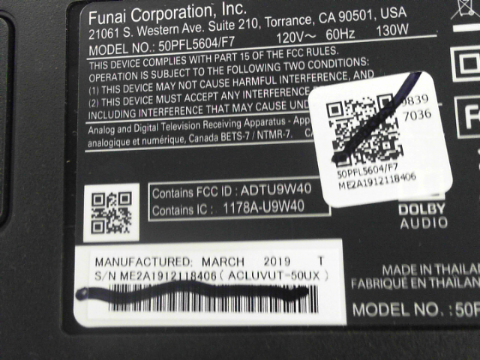 Funai Corporation, Inc.
21061 S. Western Ave. Suite 210, Torrance, CA 90501, USA
MODEL NO.: 50PFL5604/F7 120V~ 60Hz 130W
THIS DEVICE COMPLIES WITH PART 15 OF THE FCC RULES.
OPERATION IS SUBJECT TO THE FOLLOWING TWO CONDITIONS:
(1) THIS DEVICE MAY NOT CAUSE HARMFUL INTERFERENCE, AND
(2) THIS DEVICE MUST ACCEPT ANY INTERFERENCE
INCLUDING INTERFERENCE THAT MAY CAUSE
Analog and Digital Television Receiving Apparatus -
analogique et numérique, Canada BETS-7 / NTMR-7.
9839
7036
50PFL5604/F7
ME2A1912118406
Contains FCC ID: ADTU9W40
Contains IC : 1178A-U9W40
DOLBY
AUDIO
MANUFACTURED: MARCH 2019 T
S/N ME2A1912118406 (ACLUVUT-50UX)
MADE IN THAILAN
FABRIQUÉ EN THAÏLAN
MODEL NO. :50P